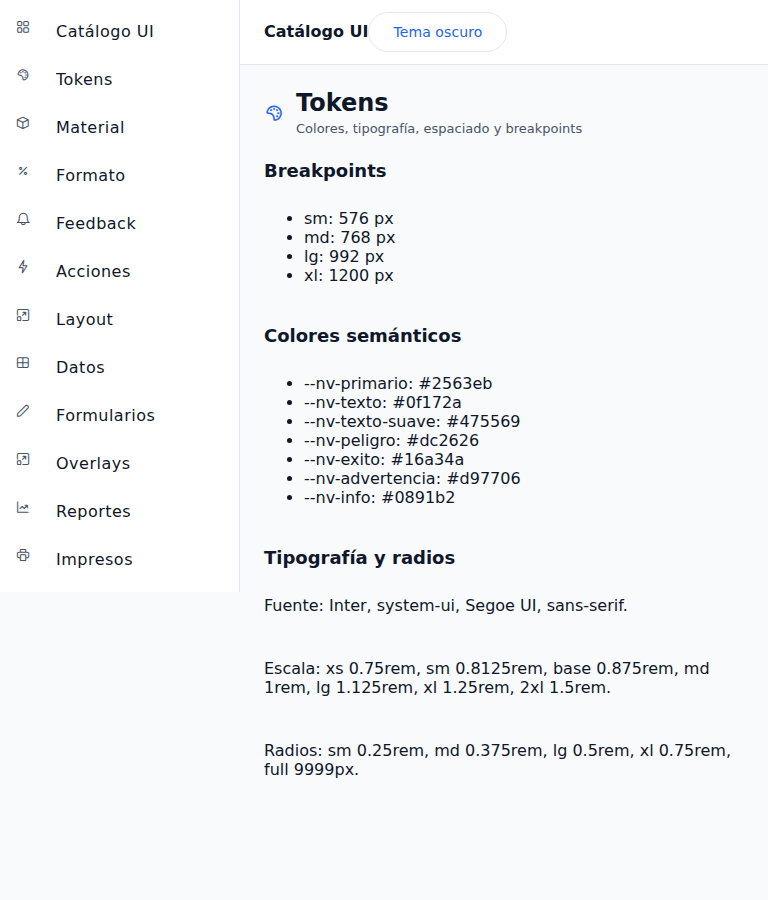 Catálogo UI
Tokens
Material
Formato
Feedback
Acciones
Layout
Datos
Formularios
Overlays
Reportes
Impresos
Catálogo UI
Tema oscuro
Tokens
Colores, tipografía, espaciado y breakpoints
Breakpoints
sm: 576 px
md: 768 px
lg: 992 px
xl: 1200 px
Colores semánticos
--nv-primario: #2563eb
--nv-texto: #0f172a
--nv-texto-suave: #475569
--nv-peligro: #dc2626
--nv-exito: #16a34a
--nv-advertencia: #d97706
--nv-info: #0891b2
Tipografía y radios
Fuente: Inter, system-ui, Segoe UI, sans-serif.
Escala: xs 0.75rem, sm 0.8125rem, base 0.875rem, md
1rem, lg 1.125rem, xl 1.25rem, 2xl 1.5rem.
Radios: sm 0.25rem, md 0.375rem, lg 0.5rem, xl 0.75rem,
full 9999px.